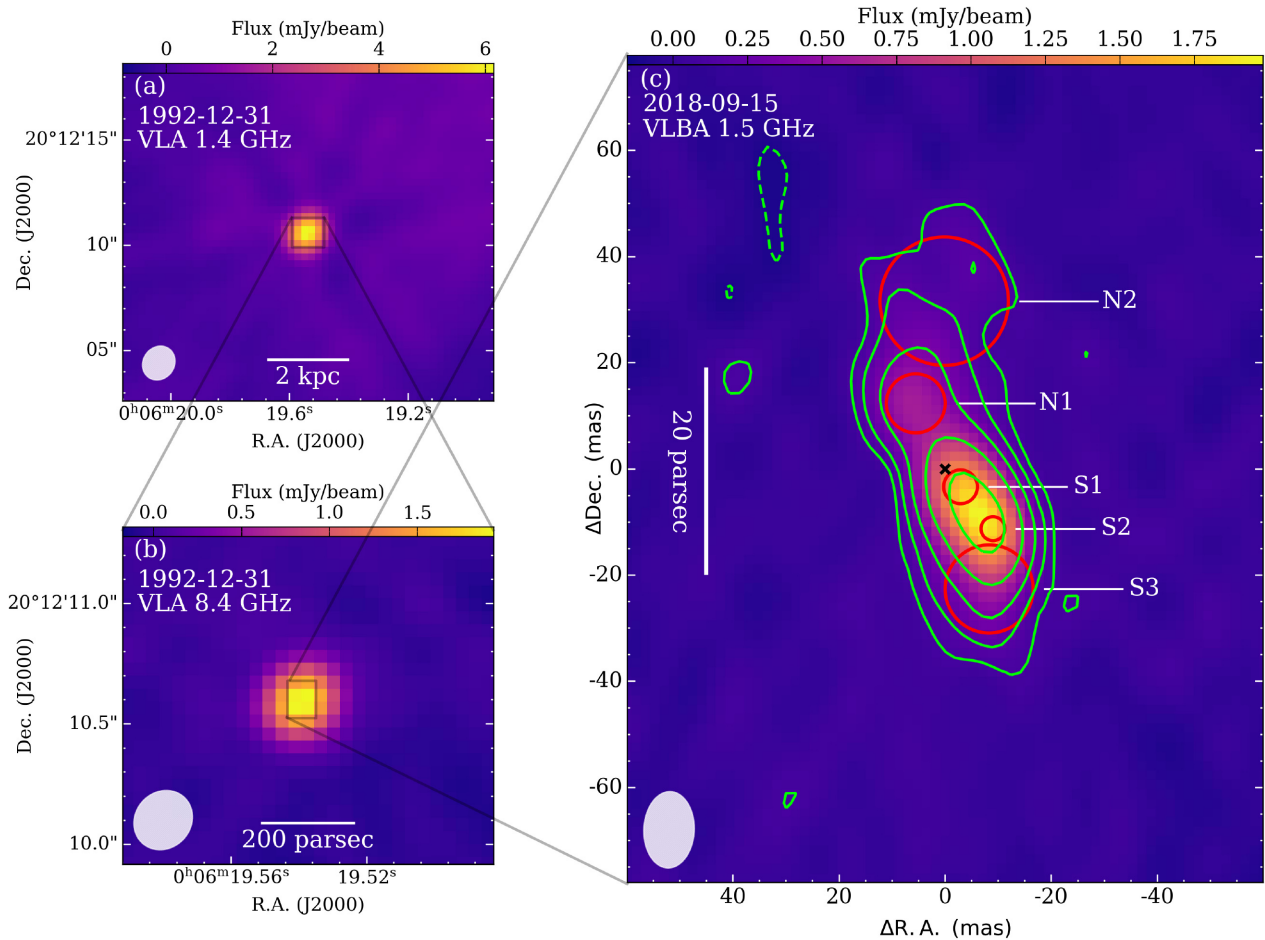 Flux (mJy/beam)
0 2 4 6
(a)
1992-12-31
VLA 1.4 GHz
20°12'15"
10"
05"
Dec. (J2000)
2 kpc
0ʰ06ᵐ20.0ˢ 19.6ˢ 19.2ˢ
R.A. (J2000)
Flux (mJy/beam)
0.0 0.5 1.0 1.5
(b)
1992-12-31
VLA 8.4 GHz
20°12'11.0"
10.5"
10.0"
Dec. (J2000)
200 parsec
0ʰ06ᵐ19.56ˢ 19.52ˢ
R.A. (J2000)
Flux (mJy/beam)
0.00 0.25 0.50 0.75 1.00 1.25 1.50 1.75
(c)
2018-09-15
VLBA 1.5 GHz
60
40
20
0
-20
-40
-60
ΔDec. (mas)
20 parsec
N2
N1
S1
S2
S3
40 20 0 -20 -40
ΔR.A. (mas)